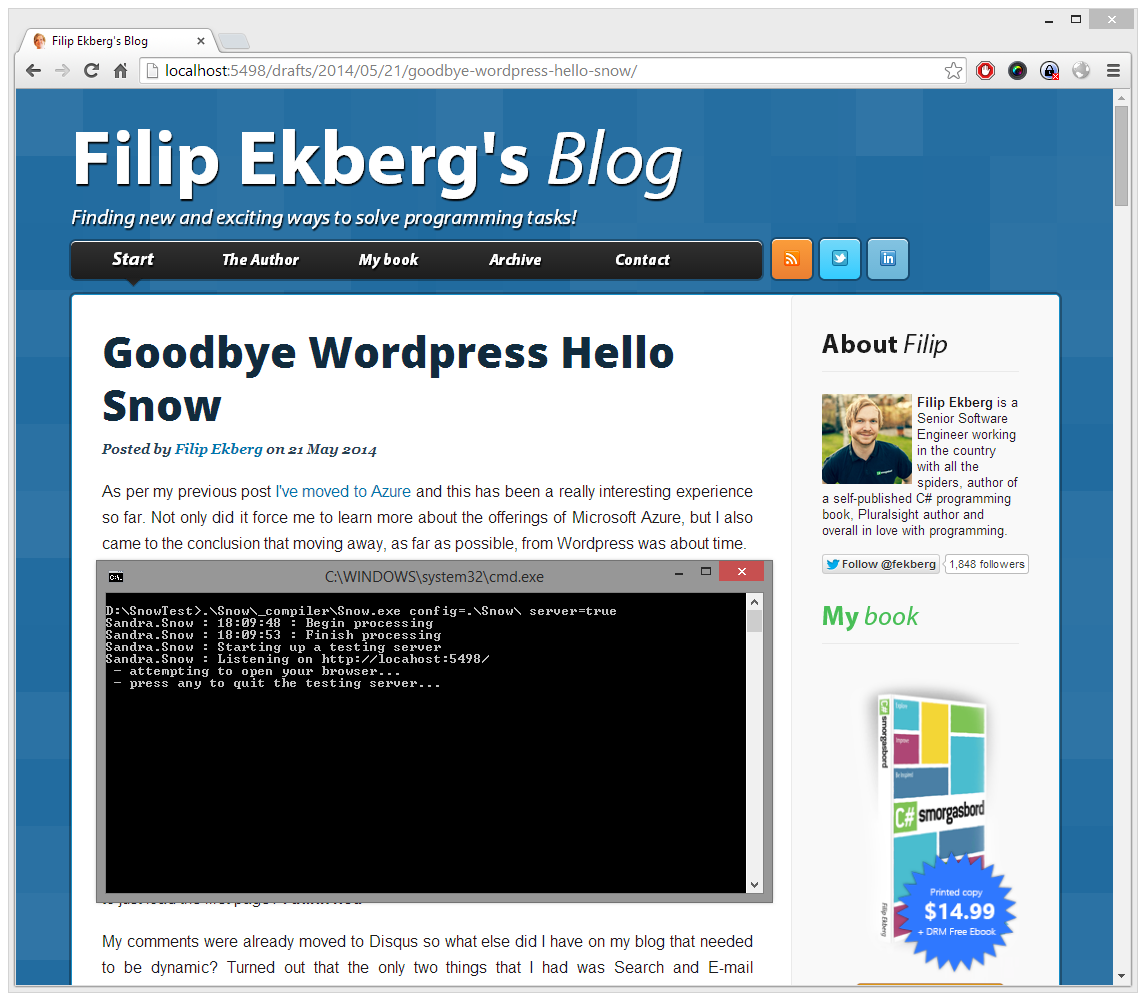 Filip Ekberg's Blog
localhost:5498/drafts/2014/05/21/goodbye-wordpress-hello-snow/
Filip Ekberg's Blog
Finding new and exciting ways to solve programming tasks!
Start The Author My book Archive Contact
in
Goodbye Wordpress Hello
Snow
Posted by Filip Ekberg on 21 May 2014
As per my previous post I've moved to Azure and this has been a really interesting experience
so far. Not only did it force me to learn more about the offerings of Microsoft Azure, but I also
came to the conclusion that moving away, as far as possible, from Wordpress was about time.
C:\WINDOWS\system32\cmd.exe
D:\SnowTest>.\Snow\_compiler\Snow.exe config=.\Snow\ server=true
Sandra.Snow : 18:09:48 : Begin processing
Sandra.Snow : 18:09:53 : Finish processing
Sandra.Snow : Starting up a testing server
Sandra.Snow : Listening on http://locahost:5498/
- attempting to open your browser...
- press any to quit the testing server...
My comments were already moved to Disqus so what else did I have on my blog that needed
to be dynamic? Turned out that the only two things that I had was Search and E-mail
About Filip
Filip Ekberg is a
Senior Software
Engineer working
in the country
with all the
spiders, author of
a self-published C# programming
book, Pluralsight author and
overall in love with programming.
Follow @fekberg 1,848 followers
My book
C# smorgasbord
Explore
Improve
Be Inspired
C# smorgasbord
Filip Ekberg
Printed copy
$14.99
+ DRM Free Ebook